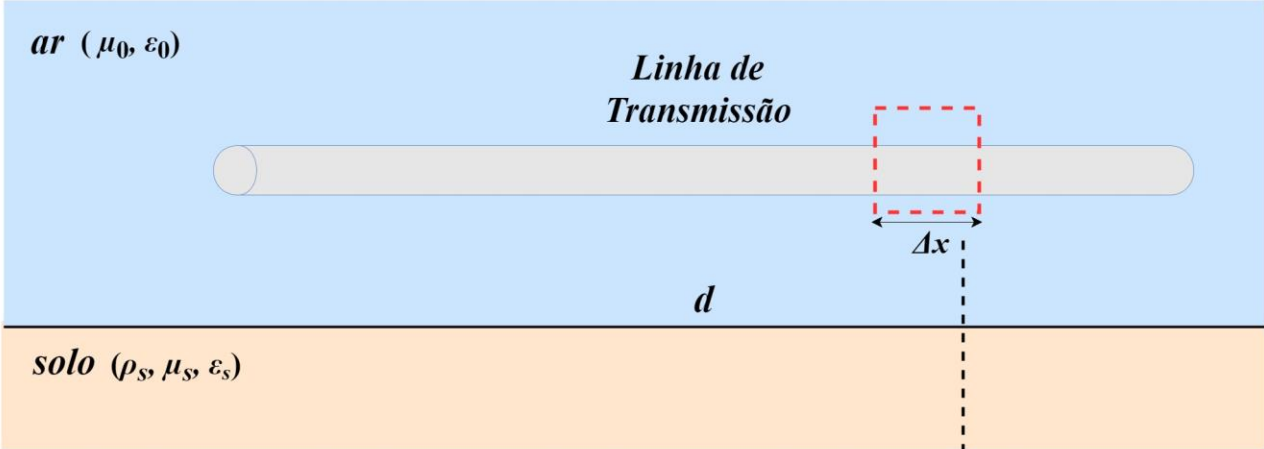 ar ( μ₀, ε₀)
Linha de
Transmissão
Δx
d
solo (ρₛ, μₛ, εₛ)